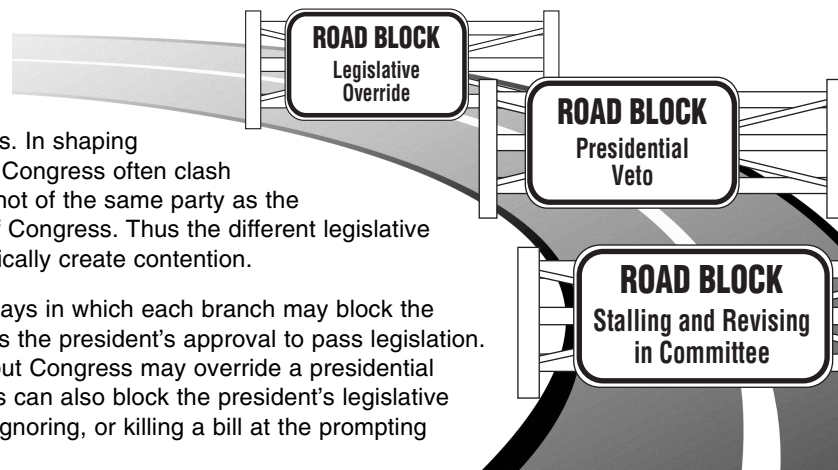 ROAD BLOCK
Legislative
Override
ROAD BLOCK
Presidential
Veto
ROAD BLOCK
Stalling and Revising
in Committee
s. In shaping
Congress often clash
not of the same party as the
Congress. Thus the different legislative
ically create contention.
ays in which each branch may block the
s the president’s approval to pass legislation.
out Congress may override a presidential
s can also block the president’s legislative
gnoring, or killing a bill at the prompting